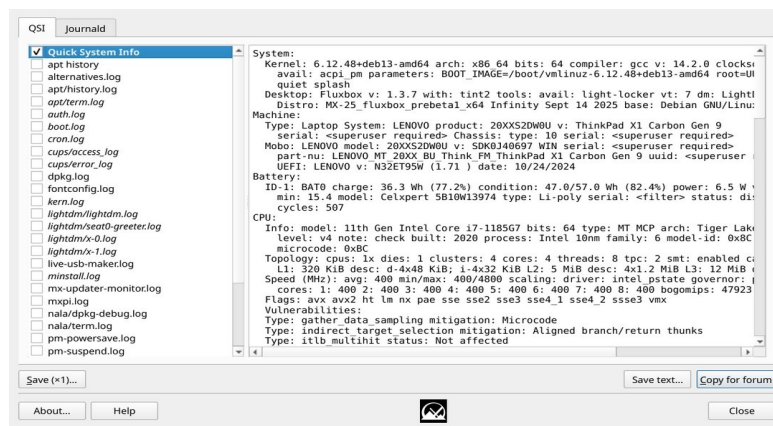 QSI
Journald
Quick System Info
apt history
alternatives.log
apt/history.log
apt/term.log
auth.log
boot.log
cron.log
cups/access_log
cups/error_log
dpkg.log
fontconfig.log
kern.log
lightdm/lightdm.log
lightdm/seat0-greeter.log
lightdm/x-0.log
lightdm/x-1.log
live-usb-maker.log
minstall.log
mx-updater-monitor.log
mxpi.log
nala/dpkg-debug.log
nala/term.log
pm-powersave.log
pm-suspend.log
System:
Kernel: 6.12.48+deb13-amd64 arch: x86_64 bits: 64 compiler: gcc v: 14.2.0
avail: acpi_pm parameters: BOOT_IMAGE=/boot/vmlinuz-6.12.48+deb13-amd64
quiet splash
Desktop: Fluxbox v: 1.3.7 with: tint2 tools: avail: light-locker vt: 7 dm:
Distro: MX-25_fluxbox_prebeta1_x64 Infinity Sept 14 2025 base: Debian
Machine:
Type: Laptop System: LENOVO product: 20XXS2DW0U v: ThinkPad X1 Carbon Gen 9
serial: <superuser required> Chassis: type: 10 serial: <superuser required>
Mobo: LENOVO model: 20XXS2DW0U v: SDK0J40697 WIN serial: <superuser required>
part-nu: LENOVO_MT_20XX_BU_Think_FM_ThinkPad X1 Carbon Gen 9 uuid: <superuser
UEFI: LENOVO v: N32ET95W (1.71 ) date: 10/24/2024
Battery:
ID-1: BAT0 charge: 36.3 Wh (77.2%) condition: 47.0/57.0 Wh (82.4%) power: 6.5 W
min: 15.4 model: Celxpert 5B10W13974 type: Li-poly serial: <filter> status:
cycles: 507
CPU:
Info: model: 11th Gen Intel Core i7-1185G7 bits: 64 type: MT MCP arch: Tiger
level: v4 note: check built: 2020 process: Intel 10nm family: 6 model-id: 0x8C
microcode: 0xBC
Topology: cpus: 1x dies: 1 clusters: 4 cores: 4 threads: 8 tpc: 2 smt: enabled
L1: 320 KiB desc: d-4x48 KiB; i-4x32 KiB L2: 5 MiB desc: 4x1.2 MiB L3: 12 MiB
Speed (MHz): avg: 400 min/max: 400/4800 scaling: driver: intel_pstate governor:
cores: 1: 400 2: 400 3: 400 4: 400 5: 400 6: 400 7: 400 8: 400 bogomips: 47923
Flags: avx avx2 ht lm nx pae sse sse2 sse3 sse4_1 sse4_2 ssse3 vmx
Vulnerabilities:
Type: gather_data_sampling mitigation: Microcode
Type: indirect_target_selection mitigation: Aligned branch/return thunks
Type: itlb_multihit status: Not affected
Save (×1)...
Save text...
Copy for forum
About...
Help
Close